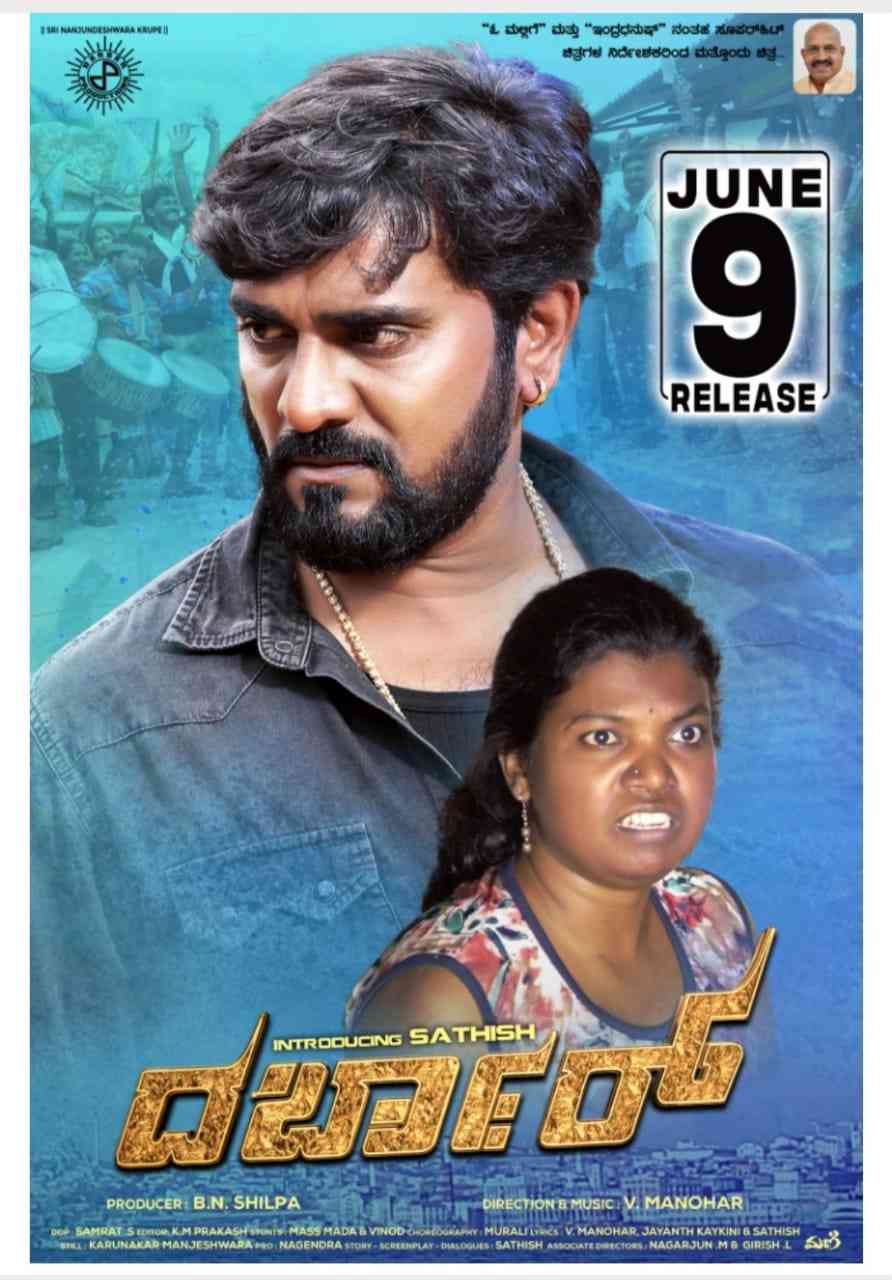 || SRI NANJUNDESHWARA KRUPE ||
"ಓ ಮಲ್ಲಿಗೆ" ಮತ್ತು "ಇಂದ್ರಧನುಷ್" ನಂತಹ ಸೂಪರ್‌ಹಿಟ್
ಚಿತ್ರಗಳ ನಿರ್ದೇಶಕರಿಂದ ಮತ್ತೊಂದು ಚಿತ್ರ...
JUNE
9
RELEASE
INTRODUCING SATHISH
ದರ್ಬಾರ್
PRODUCER : B.N. SHILPA
DIRECTION & MUSIC : V. MANOHAR
DOP : SAMRAT .S EDITOR: K.M PRAKASH STUNTS : MASS MADA & VINOD CHOREOGRAPHY : MURALI LYRICS : V. MANOHAR, JAYANTH KAYKINI & SATHISH
STILL : KARUNAKAR MANJESHWARA PRO : NAGENDRA STORY - SCREENPLAY - DIALOGUES : SATHISH ASSOCIATE DIRECTORS : NAGARJUN .M & GIRISH .L
ಮಣಿ